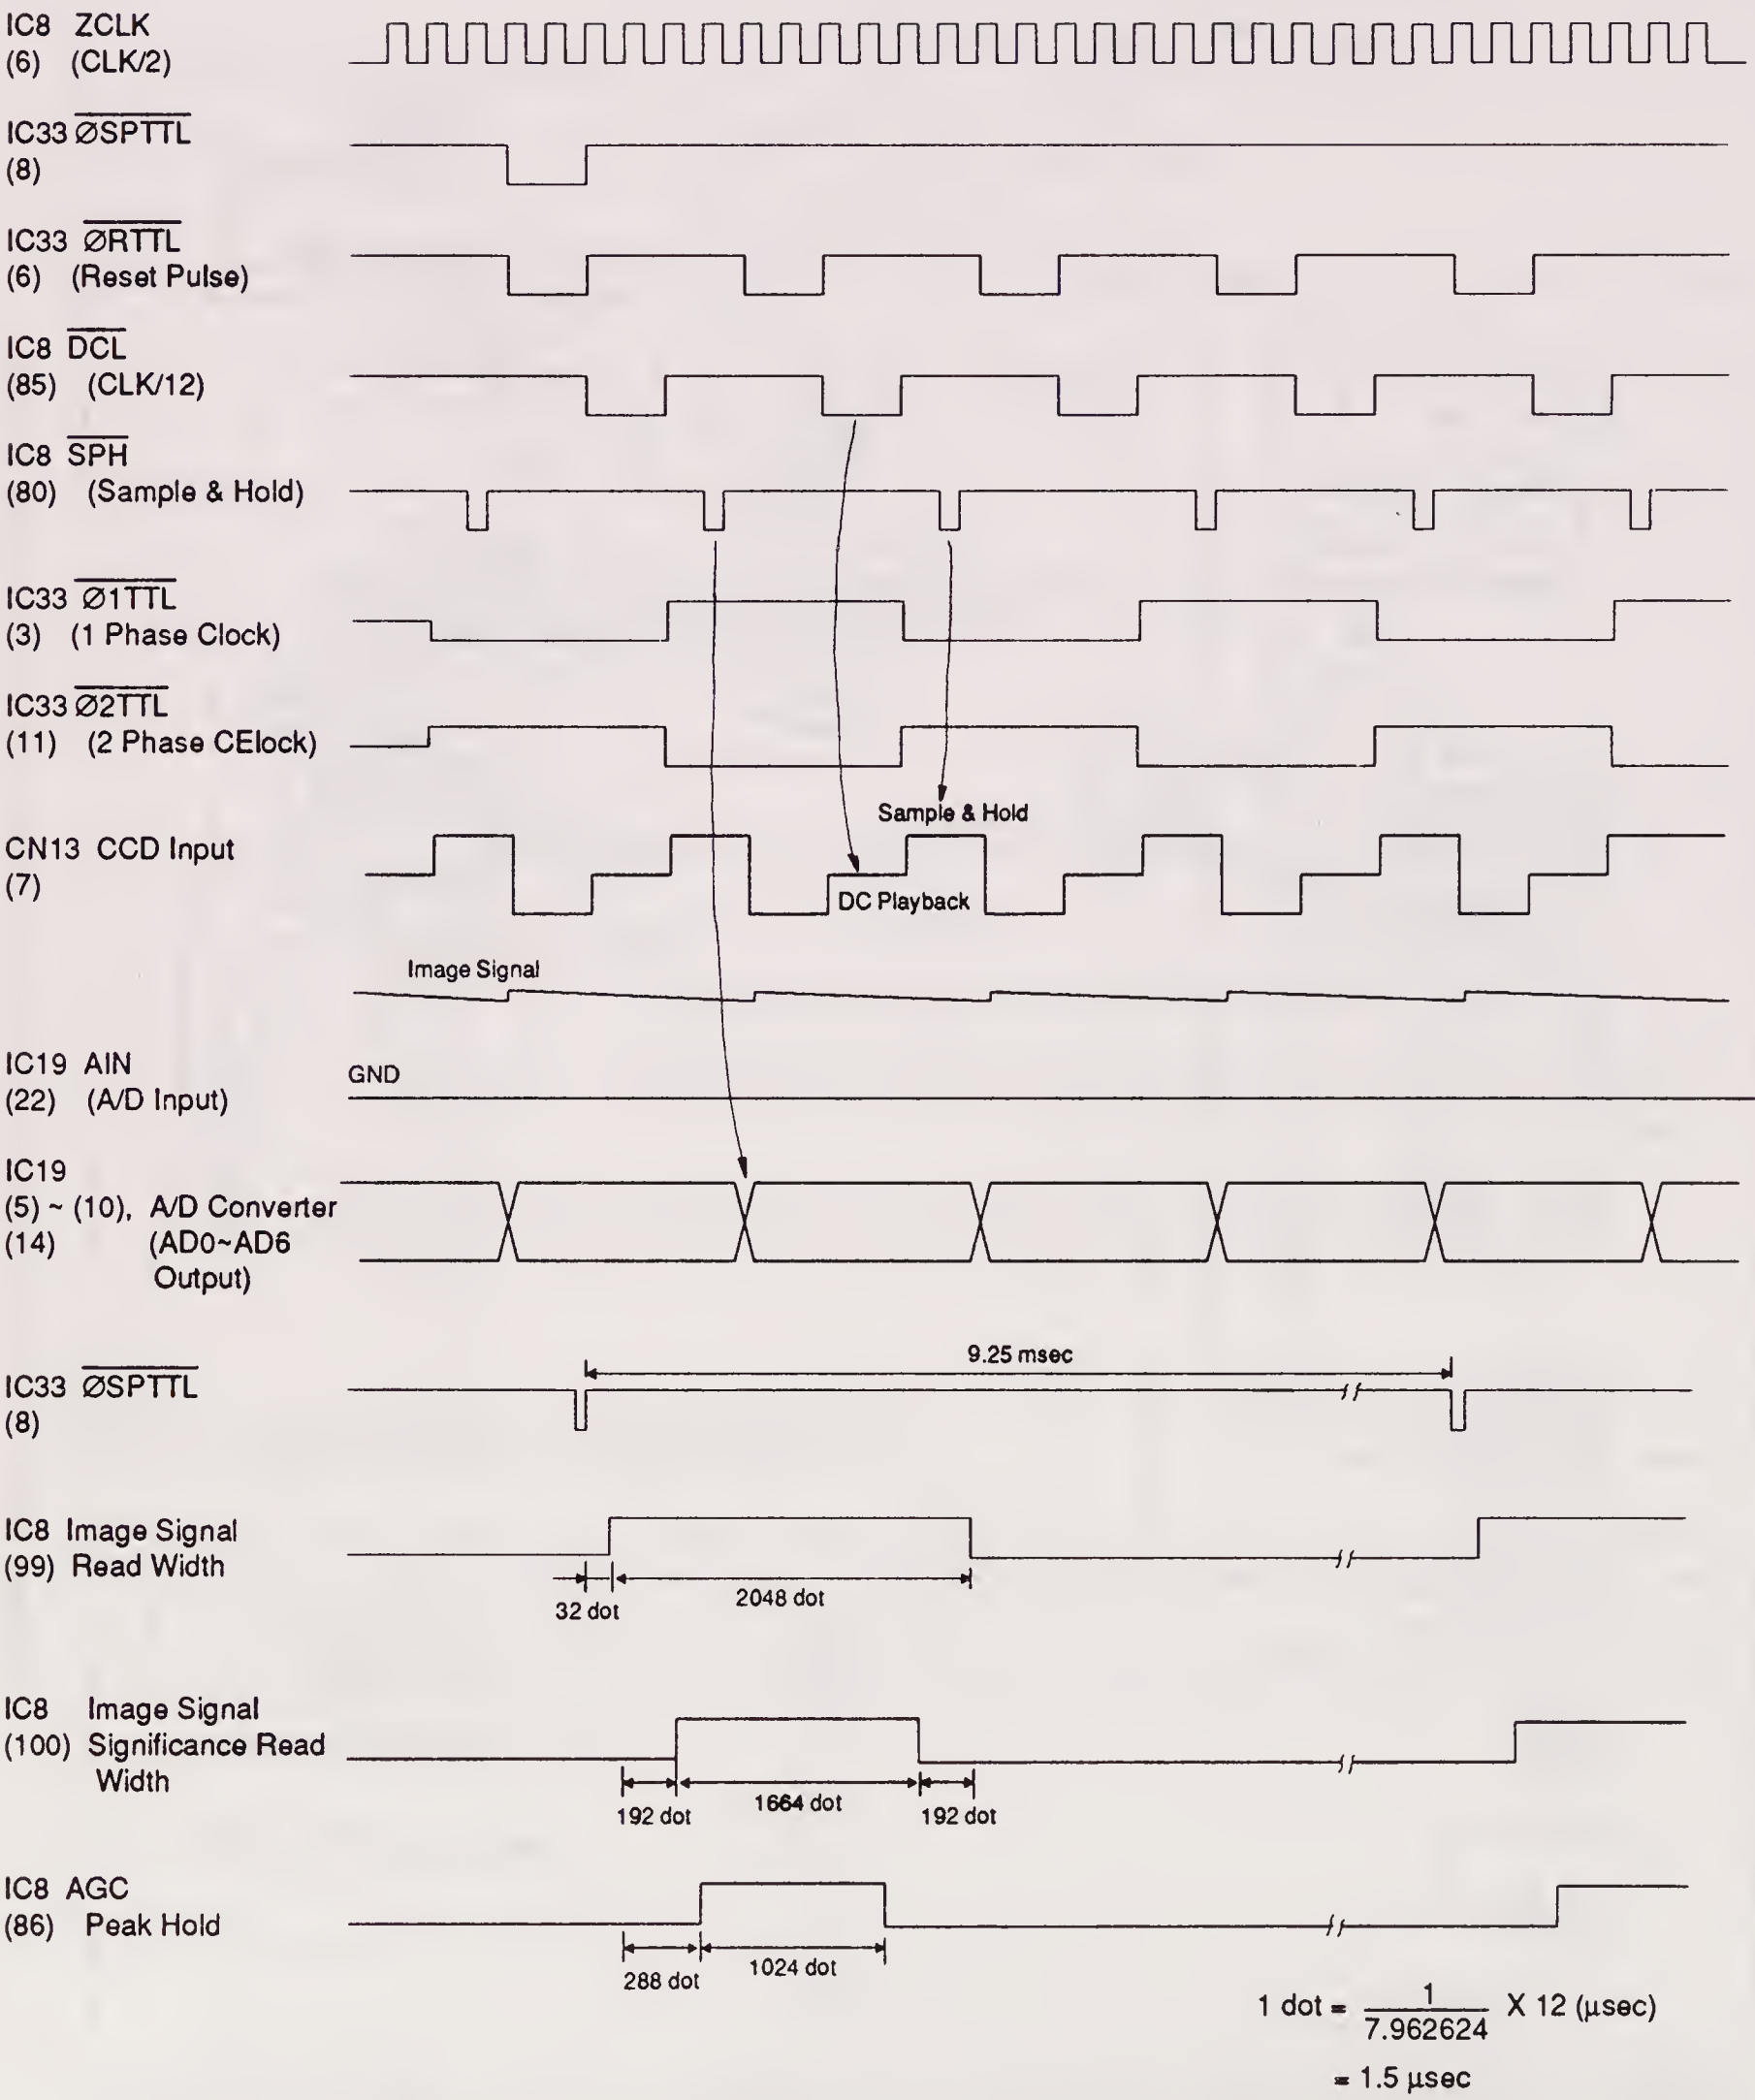 IC8 ZCLK
(6) (CLK/2)
IC33 ØSPTTL
(8)
IC33 ØRTTL
(6) (Reset Pulse)
IC8 DCL
(85) (CLK/12)
IC8 SPH
(80) (Sample & Hold)
IC33 Ø1TTL
(3) (1 Phase Clock)
IC33 Ø2TTL
(11) (2 Phase CElock)
Sample & Hold
CN13 CCD Input
(7)
DC Playback
Image Signal
IC19 AIN
(22) (A/D Input)
GND
IC19
(5) ~ (10), A/D Converter
(14) (AD0~AD6
Output)
9.25 msec
IC33 ØSPTTL
(8)
IC8 Image Signal
(99) Read Width
32 dot
2048 dot
IC8 Image Signal
(100) Significance Read
Width
192 dot
1664 dot
192 dot
IC8 AGC
(86) Peak Hold
288 dot
1024 dot
1 dot = 1/7.962624 X 12 (µsec)
= 1.5 µsec